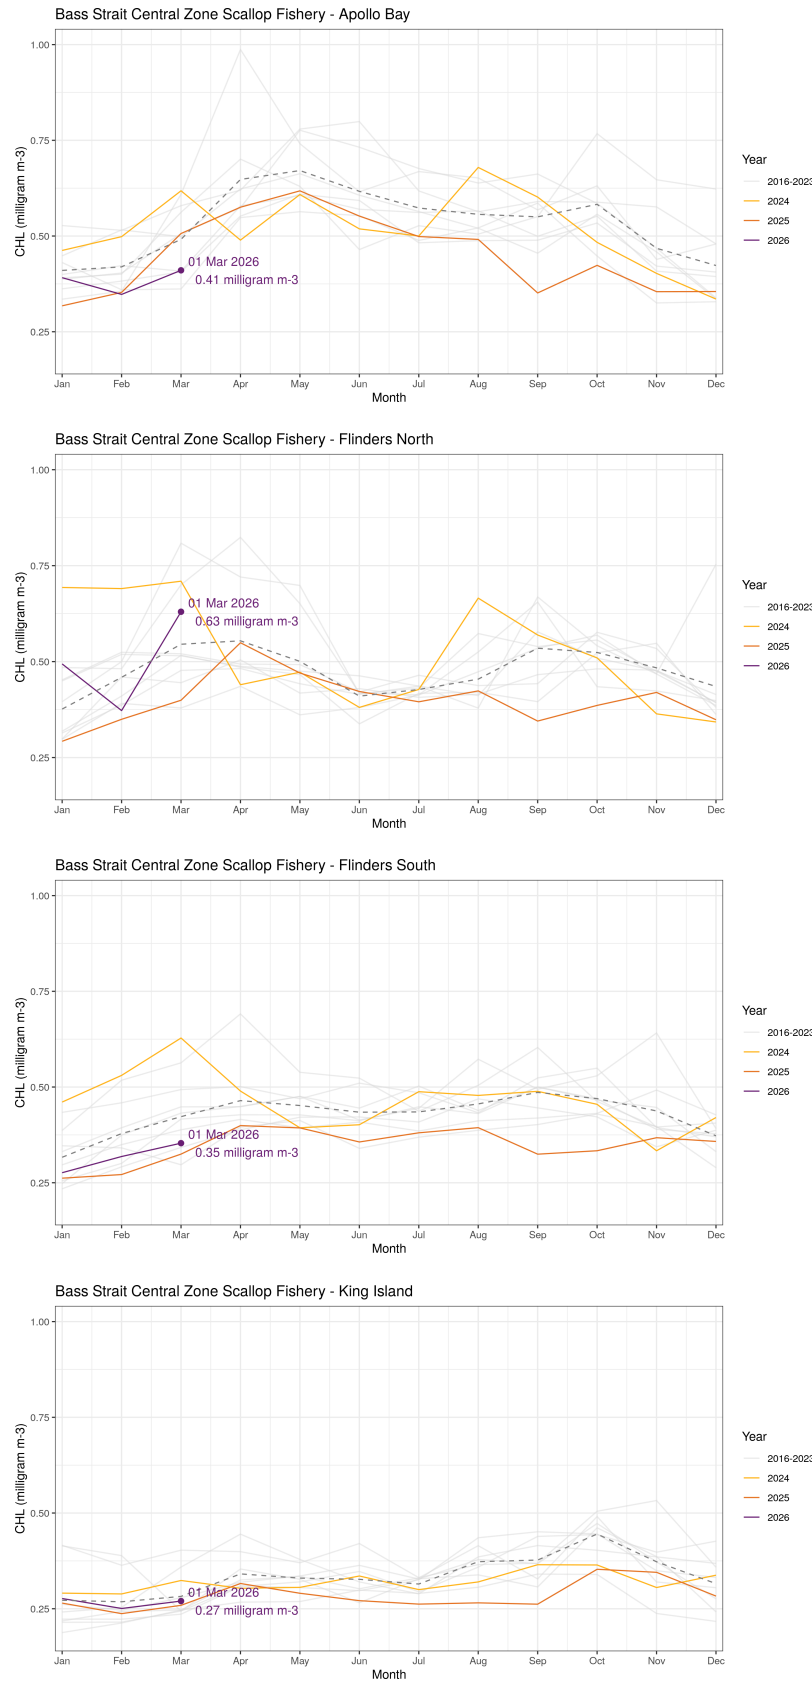 Bass Strait Central Zone Scallop Fishery - Apollo Bay
1.00
0.75
0.50
0.25
CHL (milligram m-3)
01 Mar 2026
0.41 milligram m-3
Jan Feb Mar Apr May Jun Jul Aug Sep Oct Nov Dec
Month
Year
2016-2023
2024
2025
2026
Bass Strait Central Zone Scallop Fishery - Flinders North
1.00
0.75
0.50
0.25
CHL (milligram m-3)
01 Mar 2026
0.63 milligram m-3
Jan Feb Mar Apr May Jun Jul Aug Sep Oct Nov Dec
Month
Year
2016-2023
2024
2025
2026
Bass Strait Central Zone Scallop Fishery - Flinders South
1.00
0.75
0.50
0.25
CHL (milligram m-3)
01 Mar 2026
0.35 milligram m-3
Jan Feb Mar Apr May Jun Jul Aug Sep Oct Nov Dec
Month
Year
2016-2023
2024
2025
2026
Bass Strait Central Zone Scallop Fishery - King Island
1.00
0.75
0.50
0.25
CHL (milligram m-3)
01 Mar 2026
0.27 milligram m-3
Jan Feb Mar Apr May Jun Jul Aug Sep Oct Nov Dec
Month
Year
2016-2023
2024
2025
2026